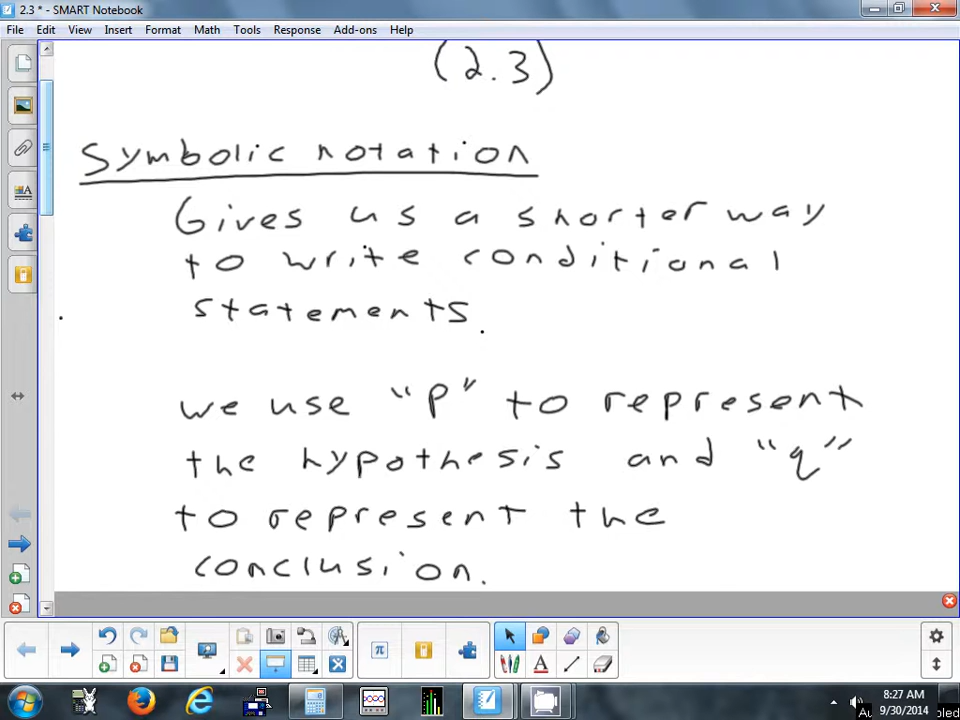 2.3 * - SMART Notebook
File Edit View Insert Format Math Tools Response Add-ons Help
(2.3)
Symbolic notation
Gives us a shorter way
to write conditional
statements.
we use "p" to represent
the hypothesis and "q"
to represent the
conclusion.
8:27 AM
9/30/2014